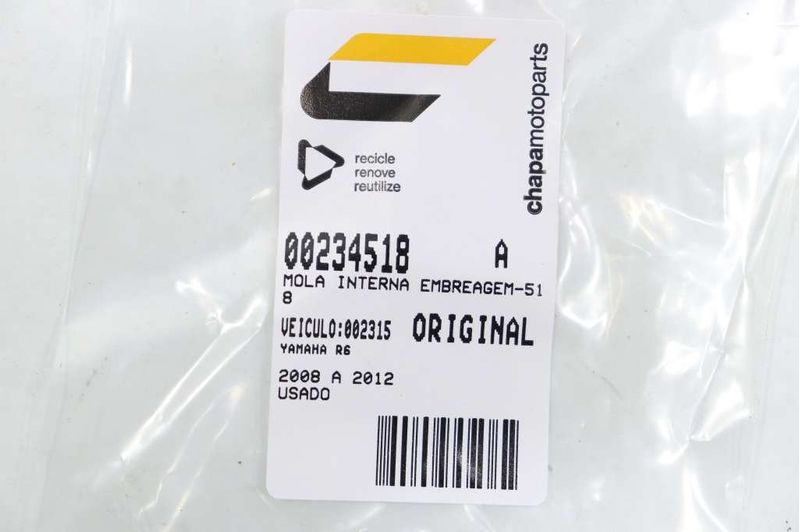 chapamotoparts
recicle
renove
reutilize
00234518 A
MOLA INTERNA EMBREAGEM-51
8
VEICULO:002315 ORIGINAL
YAMAHA R6
2008 A 2012
USADO